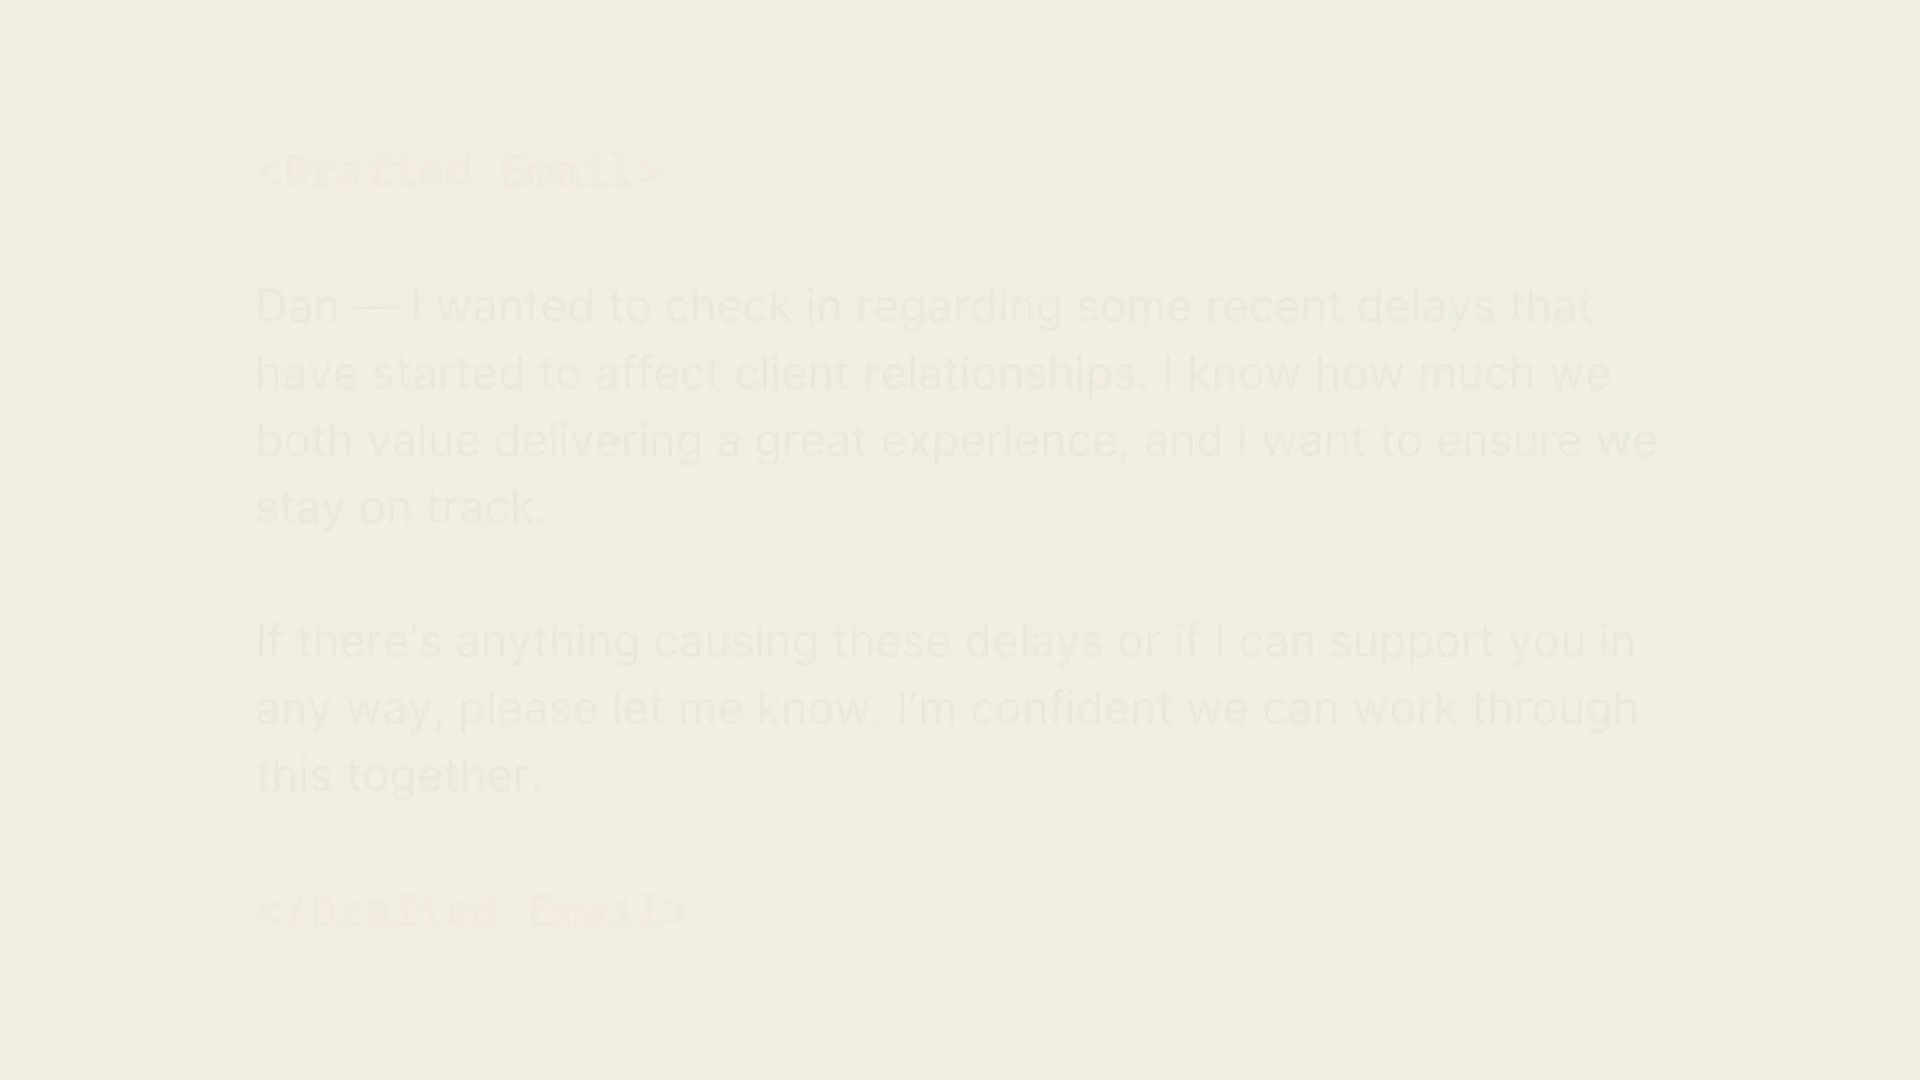 <Drafted Email>
Dan — I wanted to check in regarding some recent delays that
have started to affect client relationships. I know how much we
both value delivering a great experience, and I want to ensure we
stay on track.
If there’s anything causing these delays or if I can support you in
any way, please let me know. I’m confident we can work through
this together.
</Drafted Email>